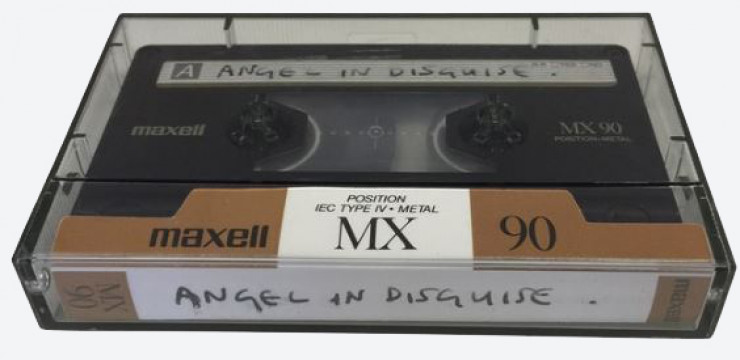 A ANGEL IN DISGUISE.
maxell
MX 90
POSITION·METAL
POSITION
IEC TYPE IV • METAL
maxell MX 90
MX 90
ANGEL IN DISGUISE.
maxell